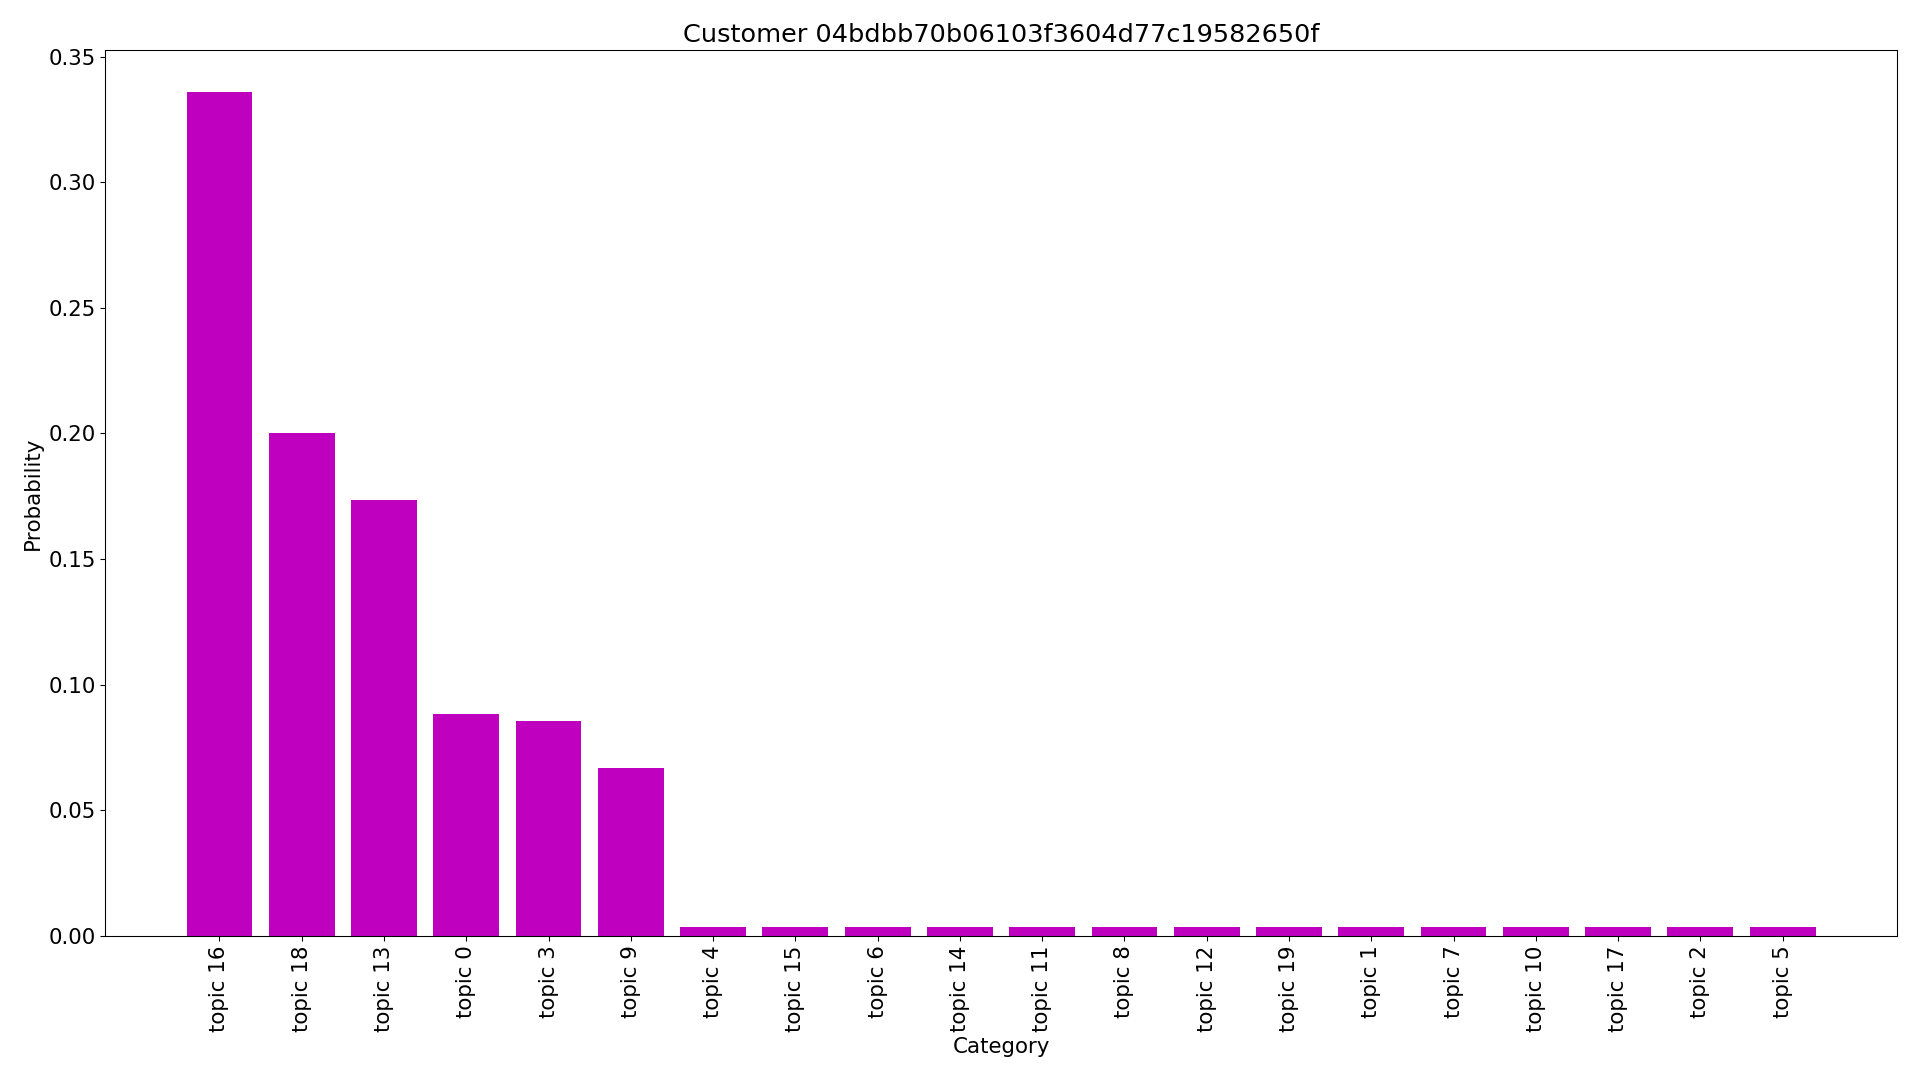 Customer 04bdbb70b06103f3604d77c19582650f
0.35
0.30
0.25
0.20
0.15
0.10
0.05
0.00
Probability
topic 16
topic 18
topic 13
topic 0
topic 3
topic 9
topic 4
topic 15
topic 6
topic 14
topic 11
topic 8
topic 12
topic 19
topic 1
topic 7
topic 10
topic 17
topic 2
topic 5
Category